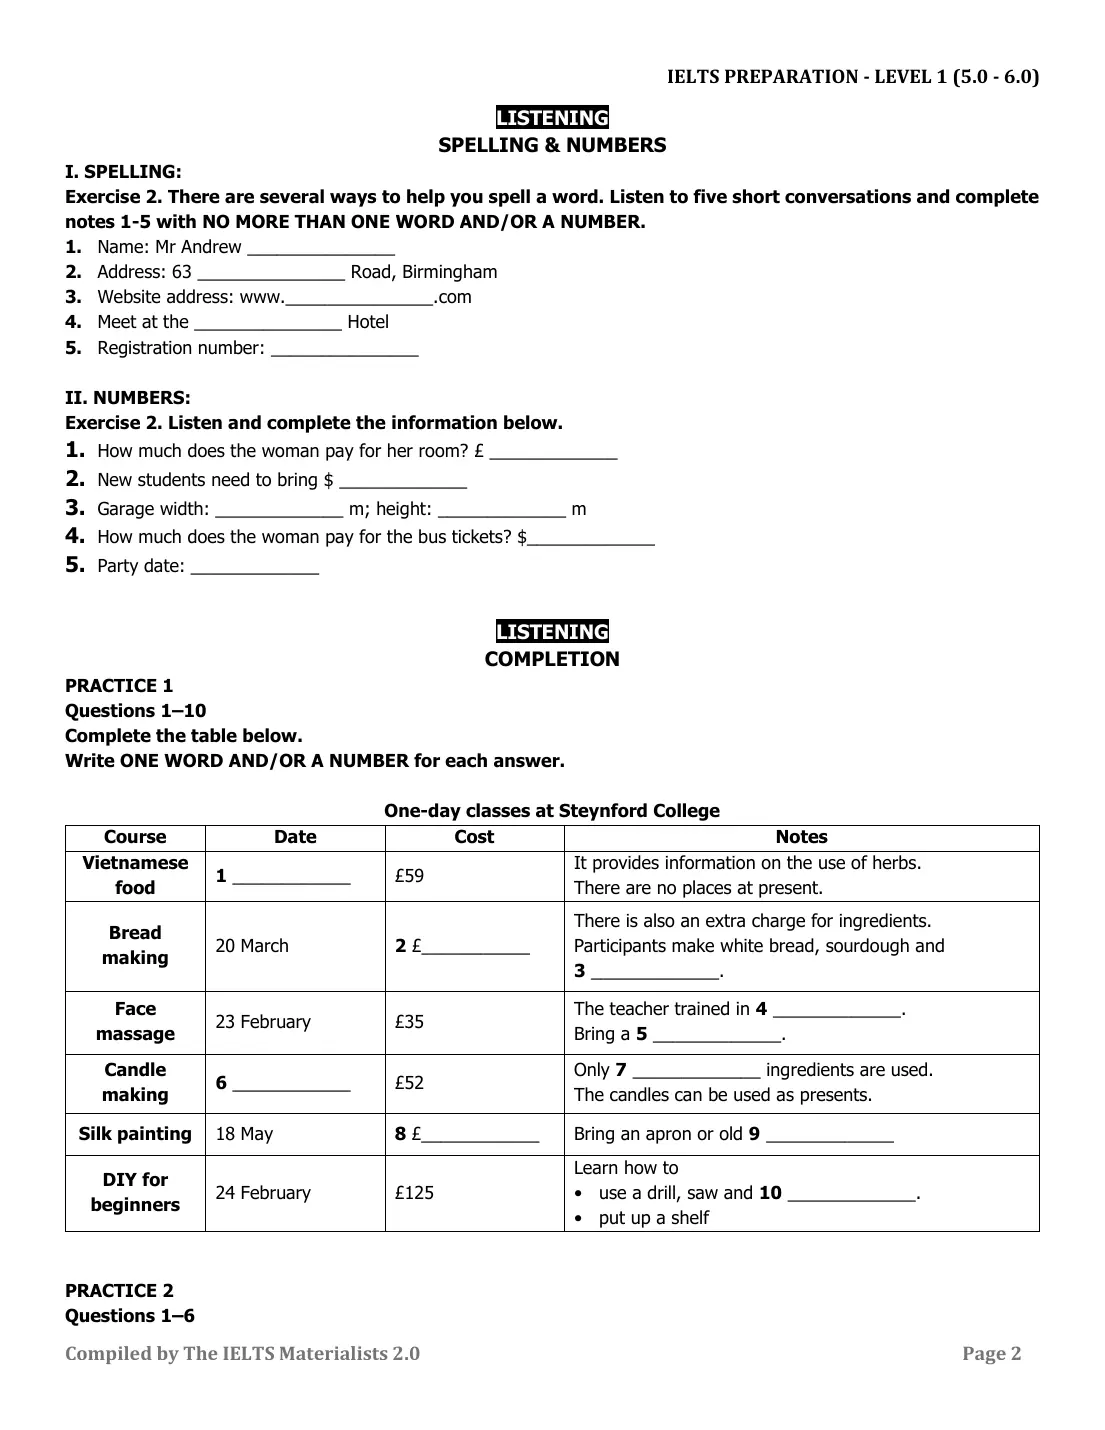 IELTS PREPARATION - LEVEL 1 (5.0 - 6.0)
LISTENING
SPELLING & NUMBERS
I. SPELLING:
Exercise 2. There are several ways to help you spell a word. Listen to five short conversations and complete
notes 1-5 with NO MORE THAN ONE WORD AND/OR A NUMBER.
1. Name: Mr Andrew _______________
2. Address: 63 _______________ Road, Birmingham
3. Website address: www._______________.com
4. Meet at the _______________ Hotel
5. Registration number: _______________
II. NUMBERS:
Exercise 2. Listen and complete the information below.
1. How much does the woman pay for her room? £ _____________
2. New students need to bring $ _____________
3. Garage width: _____________ m; height: _____________ m
4. How much does the woman pay for the bus tickets? $_____________
5. Party date: _____________
LISTENING
COMPLETION
PRACTICE 1
Questions 1–10
Complete the table below.
Write ONE WORD AND/OR A NUMBER for each answer.
One-day classes at Steynford College
Course Date Cost Notes
Vietnamese
food
1 ____________
£59
It provides information on the use of herbs.
There are no places at present.
Bread
making
20 March
2 £___________
There is also an extra charge for ingredients.
Participants make white bread, sourdough and
3 _____________.
Face
massage
23 February
£35
The teacher trained in 4 _____________.
Bring a 5 _____________.
Candle
making
6 ____________
£52
Only 7 _____________ ingredients are used.
The candles can be used as presents.
Silk painting
18 May
8 £____________
Bring an apron or old 9 _____________
DIY for
beginners
24 February
£125
Learn how to
• use a drill, saw and 10 _____________.
• put up a shelf
PRACTICE 2
Questions 1–6
Compiled by The IELTS Materialists 2.0 Page 2